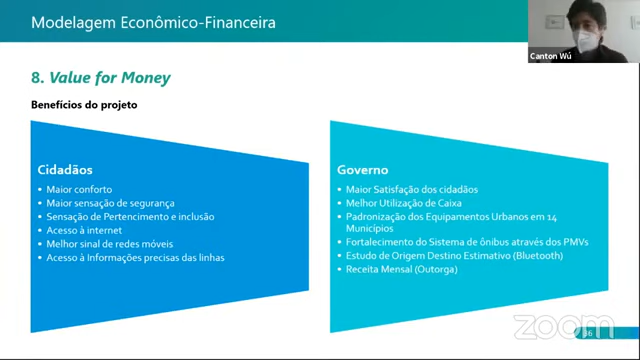 Modelagem Econômico-Financeira
Canton Wú
8. Value for Money
Benefícios do projeto
Cidadãos
• Maior conforto
• Maior sensação de segurança
• Sensação de Pertencimento e inclusão
• Acesso à internet
• Melhor sinal de redes móveis
• Acesso à Informações precisas das linhas
Governo
• Maior Satisfação dos cidadãos
• Melhor Utilização de Caixa
• Padronização dos Equipamentos Urbanos em 14
Municípios
• Fortalecimento do Sistema de ônibus através dos PMVs
• Estudo de Origem Destino Estimativo (Bluetooth)
• Receita Mensal (Outorga)
zoom
36